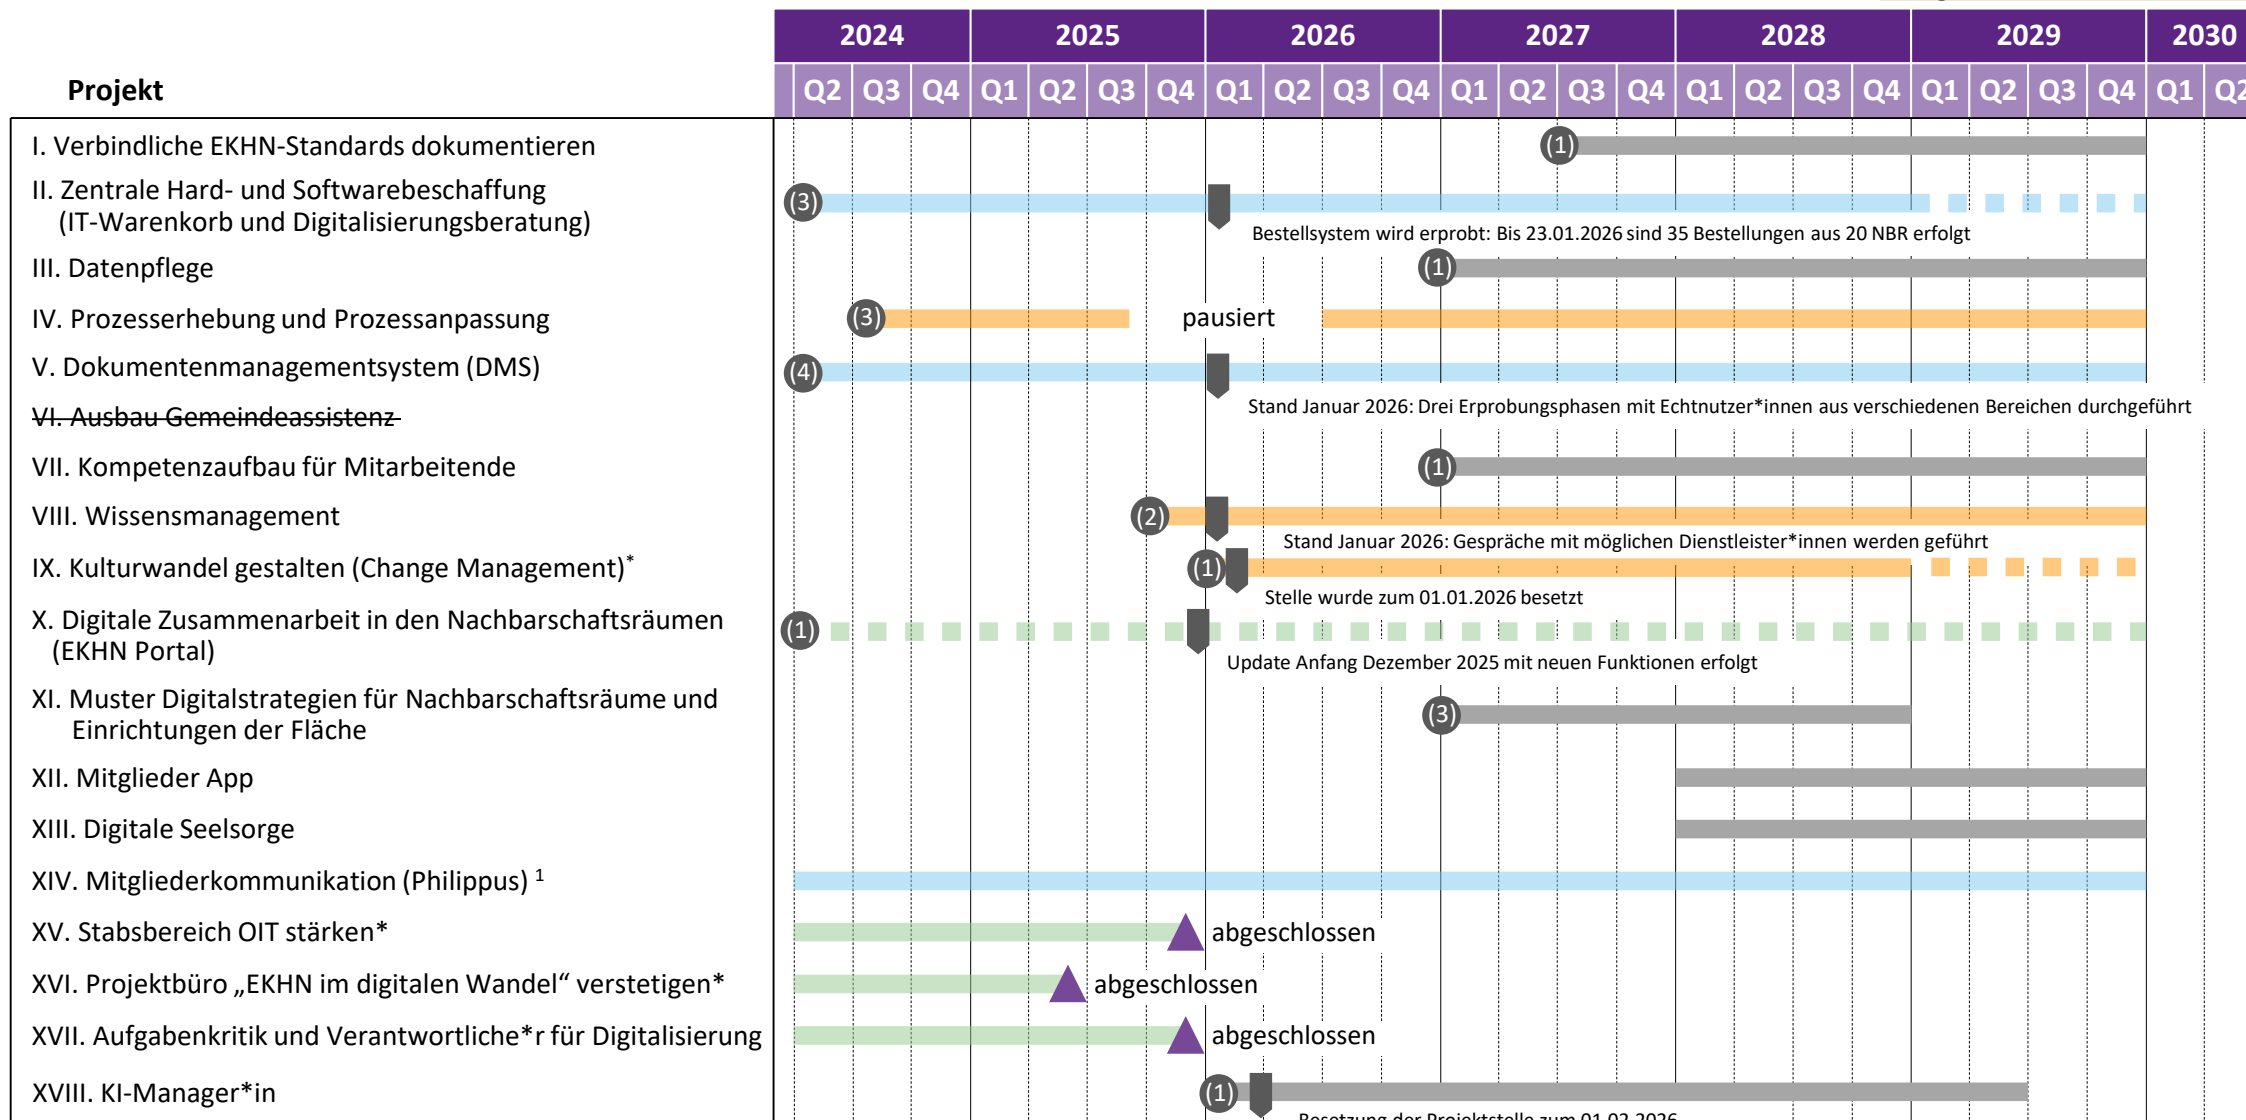 2024 2025 2026 2027 2028 2029 2030
Projekt Q2 Q3 Q4 Q1 Q2 Q3 Q4 Q1 Q2 Q3 Q4 Q1 Q2 Q3 Q4 Q1 Q2 Q3 Q4 Q1 Q2 Q3 Q4 Q1 Q2
I. Verbindliche EKHN-Standards dokumentieren (1)
II. Zentrale Hard- und Softwarebeschaffung
(IT-Warenkorb und Digitalisierungsberatung) (3)
Bestellsystem wird erprobt: Bis 23.01.2026 sind 35 Bestellungen aus 20 NBR erfolgt
III. Datenpflege (1)
IV. Prozesserhebung und Prozessanpassung (3) pausiert
V. Dokumentenmanagementsystem (DMS) (4)
Stand Januar 2026: Drei Erprobungsphasen mit Echtnutzer*innen aus verschiedenen Bereichen durchgeführt
VI. Ausbau Gemeindeassistenz
VII. Kompetenzaufbau für Mitarbeitende (1)
VIII. Wissensmanagement (2)
Stand Januar 2026: Gespräche mit möglichen Dienstleister*innen werden geführt
IX. Kulturwandel gestalten (Change Management)* (1)
Stelle wurde zum 01.01.2026 besetzt
X. Digitale Zusammenarbeit in den Nachbarschaftsräumen
(EKHN Portal) (1)
Update Anfang Dezember 2025 mit neuen Funktionen erfolgt
XI. Muster Digitalstrategien für Nachbarschaftsräume und
Einrichtungen der Fläche (3)
XII. Mitglieder App
XIII. Digitale Seelsorge
XIV. Mitgliederkommunikation (Philippus) 1
XV. Stabsbereich OIT stärken* abgeschlossen
XVI. Projektbüro „EKHN im digitalen Wandel“ verstetigen* abgeschlossen
XVII. Aufgabenkritik und Verantwortliche*r für Digitalisierung abgeschlossen
XVIII. KI-Manager*in (1)
Besetzung der Projektstelle zum 01.02.2026